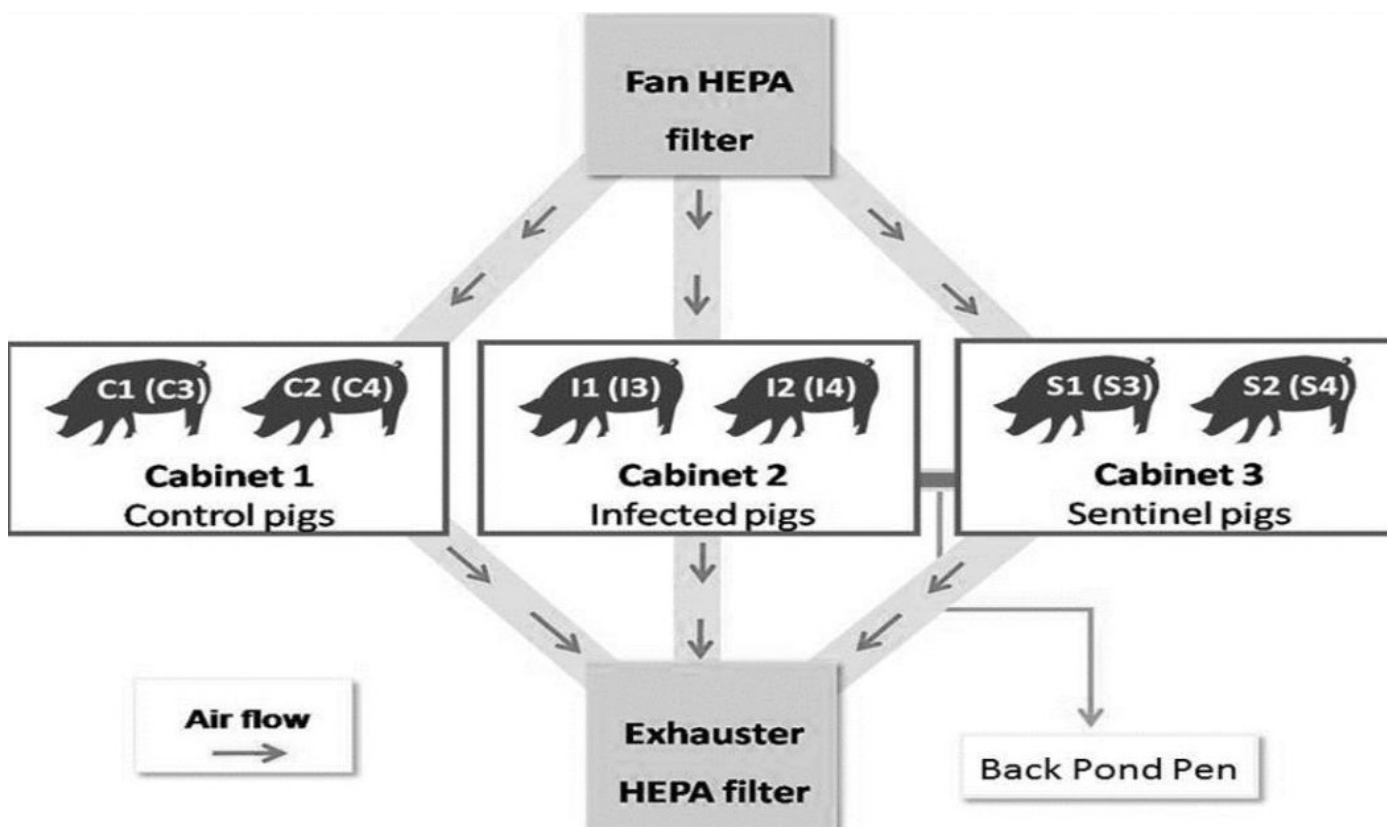 Fan HEPA
filter
C1 (C3)
C2 (C4)
Cabinet 1
Control pigs
I1 (I3)
I2 (I4)
Cabinet 2
Infected pigs
S1 (S3)
S2 (S4)
Cabinet 3
Sentinel pigs
Air flow
Exhauster
HEPA filter
Back Pond Pen